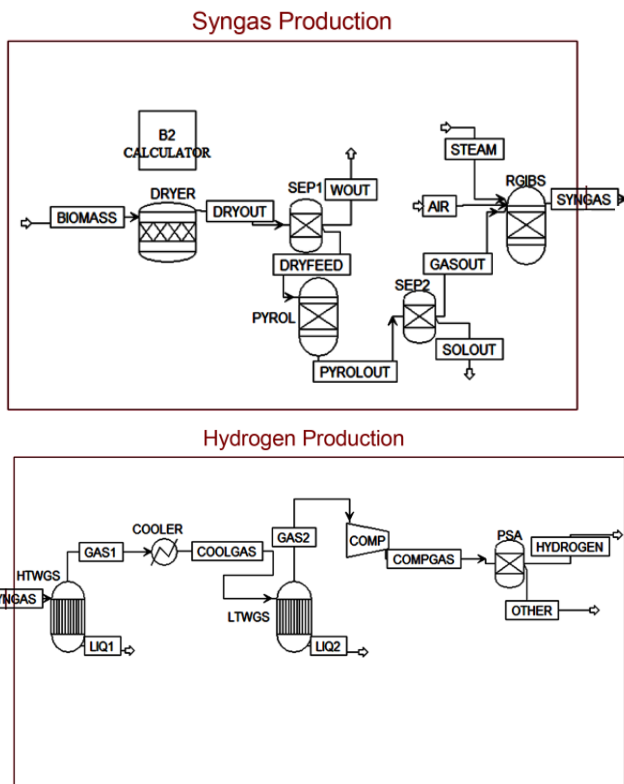 Syngas Production
B2
CALCULATOR
DRYER
BIOMASS
DRYOUT
SEP1
WOUT
DRYFEED
PYROL
PYROLOUT
SEP2
GASOUT
SOLOUT
STEAM
AIR
RGIBS
SYNGAS
Hydrogen Production
YNGAS
HTWGS
GAS1
LIQ1
COOLER
COOLGAS
LTWGS
GAS2
LIQ2
COMP
COMPGAS
PSA
HYDROGEN
OTHER